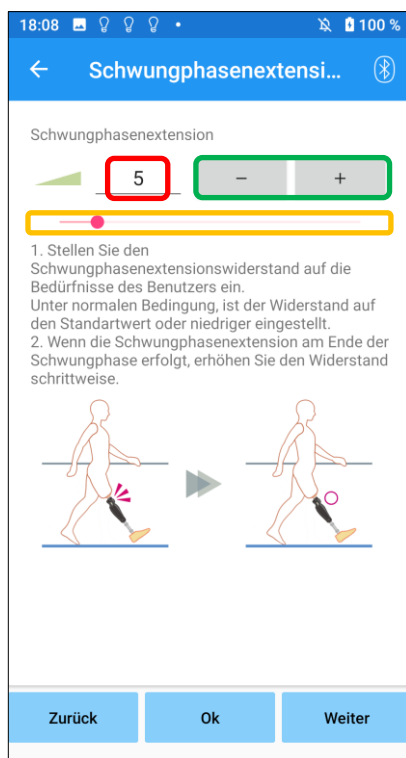 18:08 100 %
Schwungphasenextensi...
Schwungphasenextension
5 − +
1. Stellen Sie den
Schwungphasenextensionswiderstand auf die
Bedürfnisse des Benutzers ein.
Unter normalen Bedingung, ist der Widerstand auf
den Standartwert oder niedriger eingestellt.
2. Wenn die Schwungphasenextension am Ende der
Schwungphase erfolgt, erhöhen Sie den Widerstand
schrittweise.
Zurück Ok Weiter